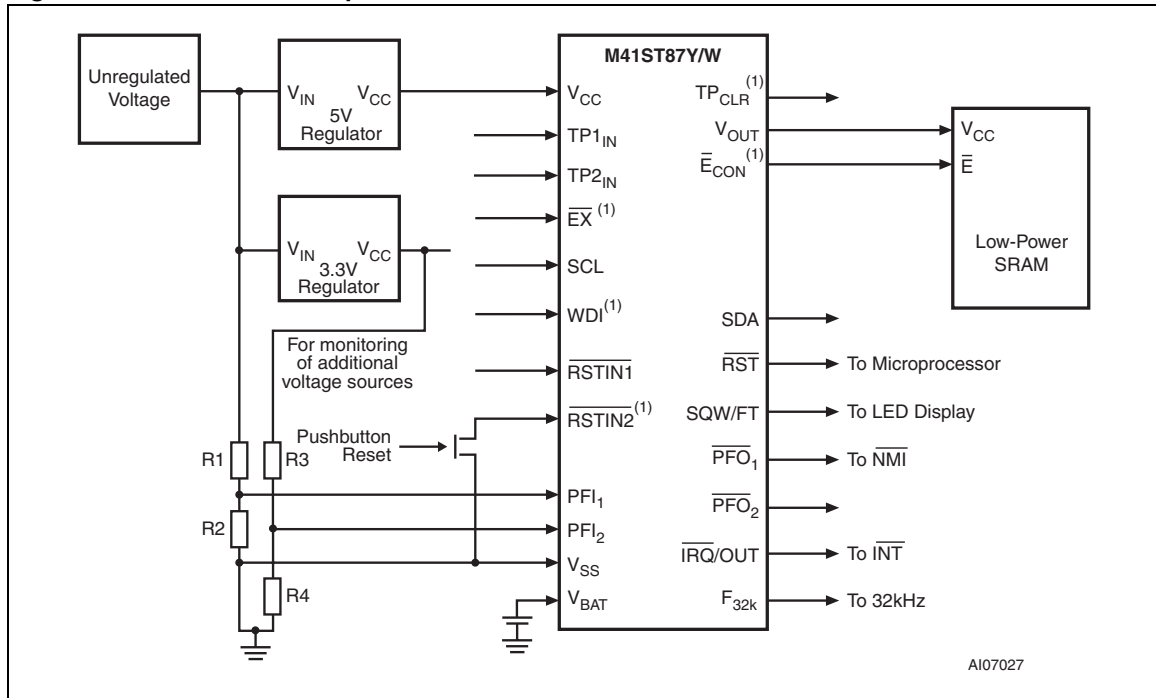 Unregulated
Voltage
VIN VCC
5V
Regulator
VIN VCC
3.3V
Regulator
For monitoring
of additional
voltage sources
Pushbutton
Reset
R1
R3
R2
R4
M41ST87Y/W
VCC
TP1IN
TP2IN
EX (1)
SCL
WDI(1)
RSTIN1
RSTIN2(1)
PFI1
PFI2
VSS
VBAT
TPCLR(1)
VOUT
ECON(1)
SDA
RST
SQW/FT
PFO1
PFO2
IRQ/OUT
F32k
VCC
E
Low-Power
SRAM
To Microprocessor
To LED Display
To NMI
To INT
To 32kHz
AI07027